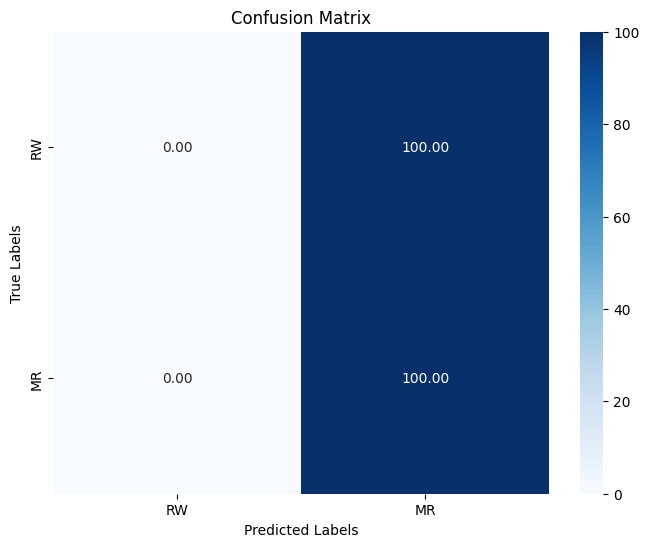 Confusion Matrix
100
80
60
40
20
0
True Labels
RW
MR
0.00
100.00
0.00
100.00
RW
MR
Predicted Labels